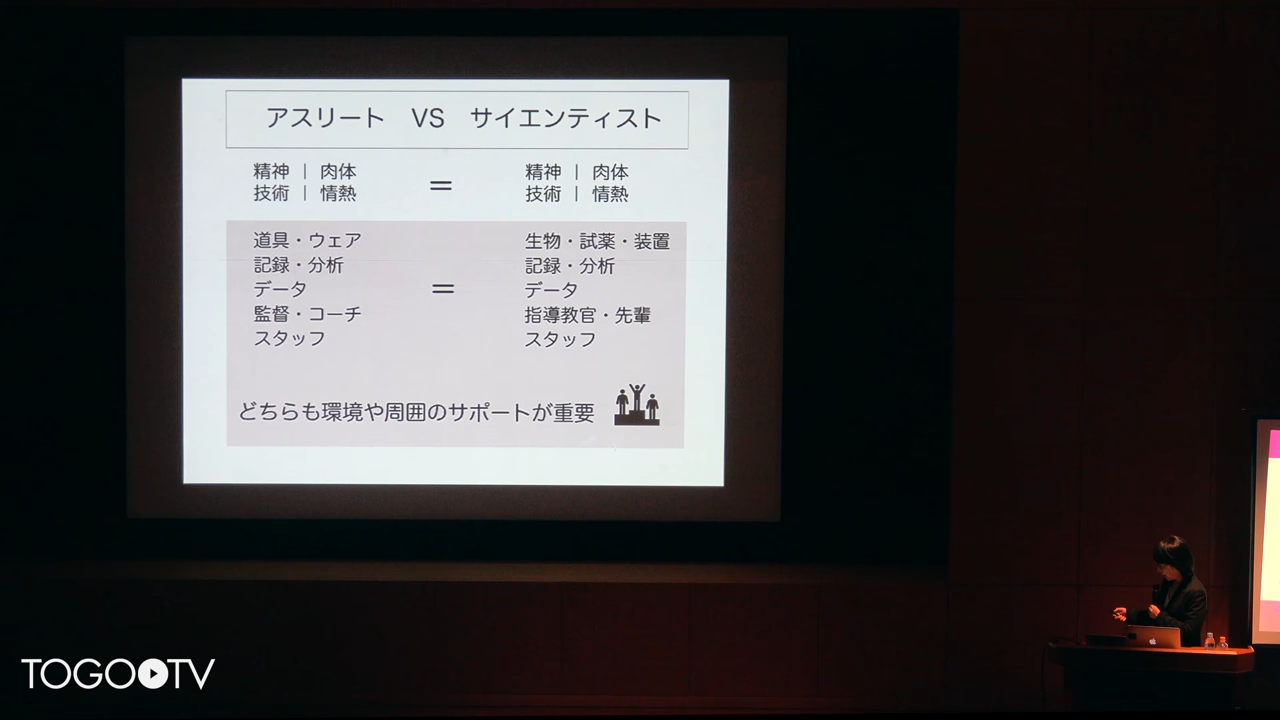 アスリート VS サイエンティスト
精神 | 肉体
技術 | 情熱
=
精神 | 肉体
技術 | 情熱
道具・ウェア
記録・分析
データ
監督・コーチ
スタッフ
=
生物・試薬・装置
記録・分析
データ
指導教官・先輩
スタッフ
どちらも環境や周囲のサポートが重要
TOGO TV